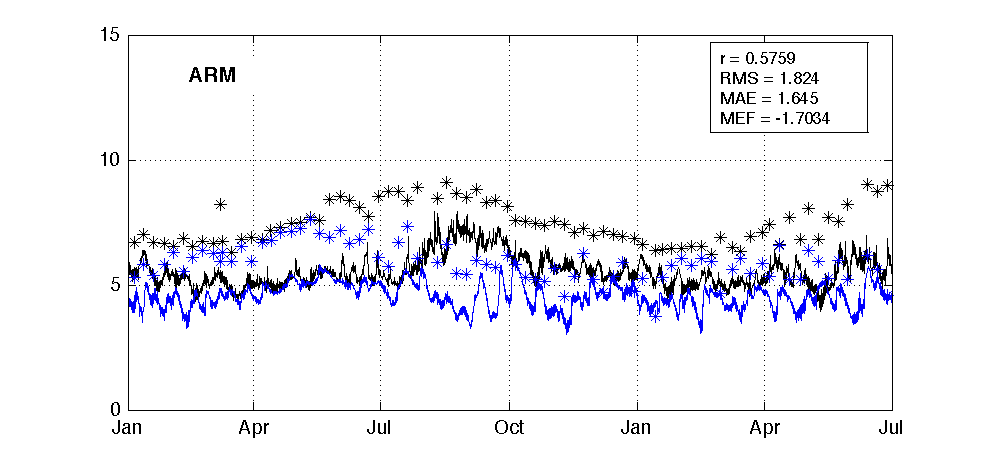 15
ARM
r = 0.5759
RMS = 1.824
MAE = 1.645
MEF = -1.7034
10
5
0
Jan Apr Jul Oct Jan Apr Jul